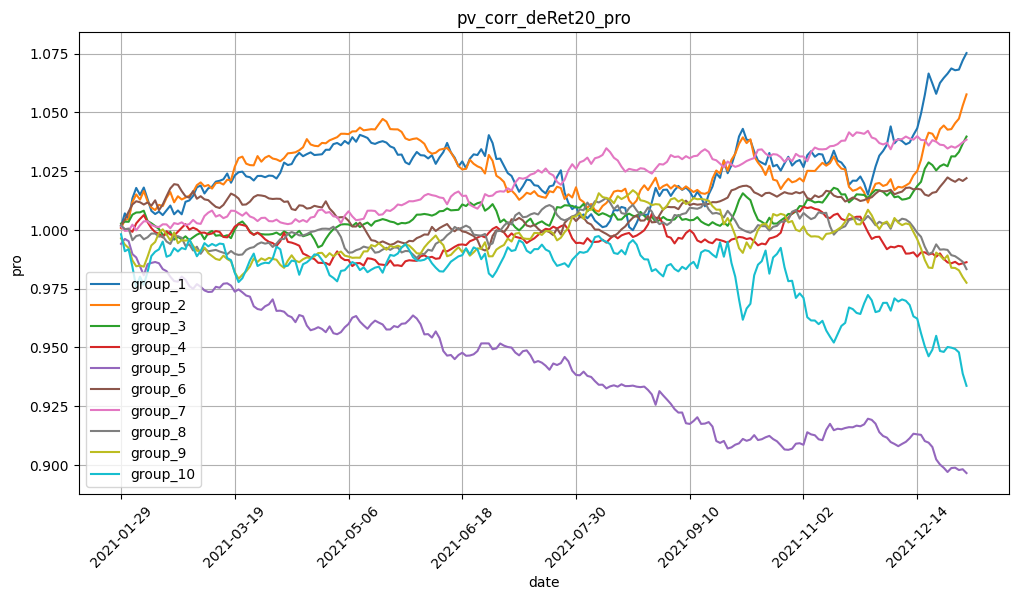 pv_corr_deRet20_pro
1.075
1.050
1.025
1.000
0.975
0.950
0.925
0.900
pro
group_1
group_2
group_3
group_4
group_5
group_6
group_7
group_8
group_9
group_10
2021-01-29
2021-03-19
2021-05-06
2021-06-18
2021-07-30
2021-09-10
2021-11-02
2021-12-14
date